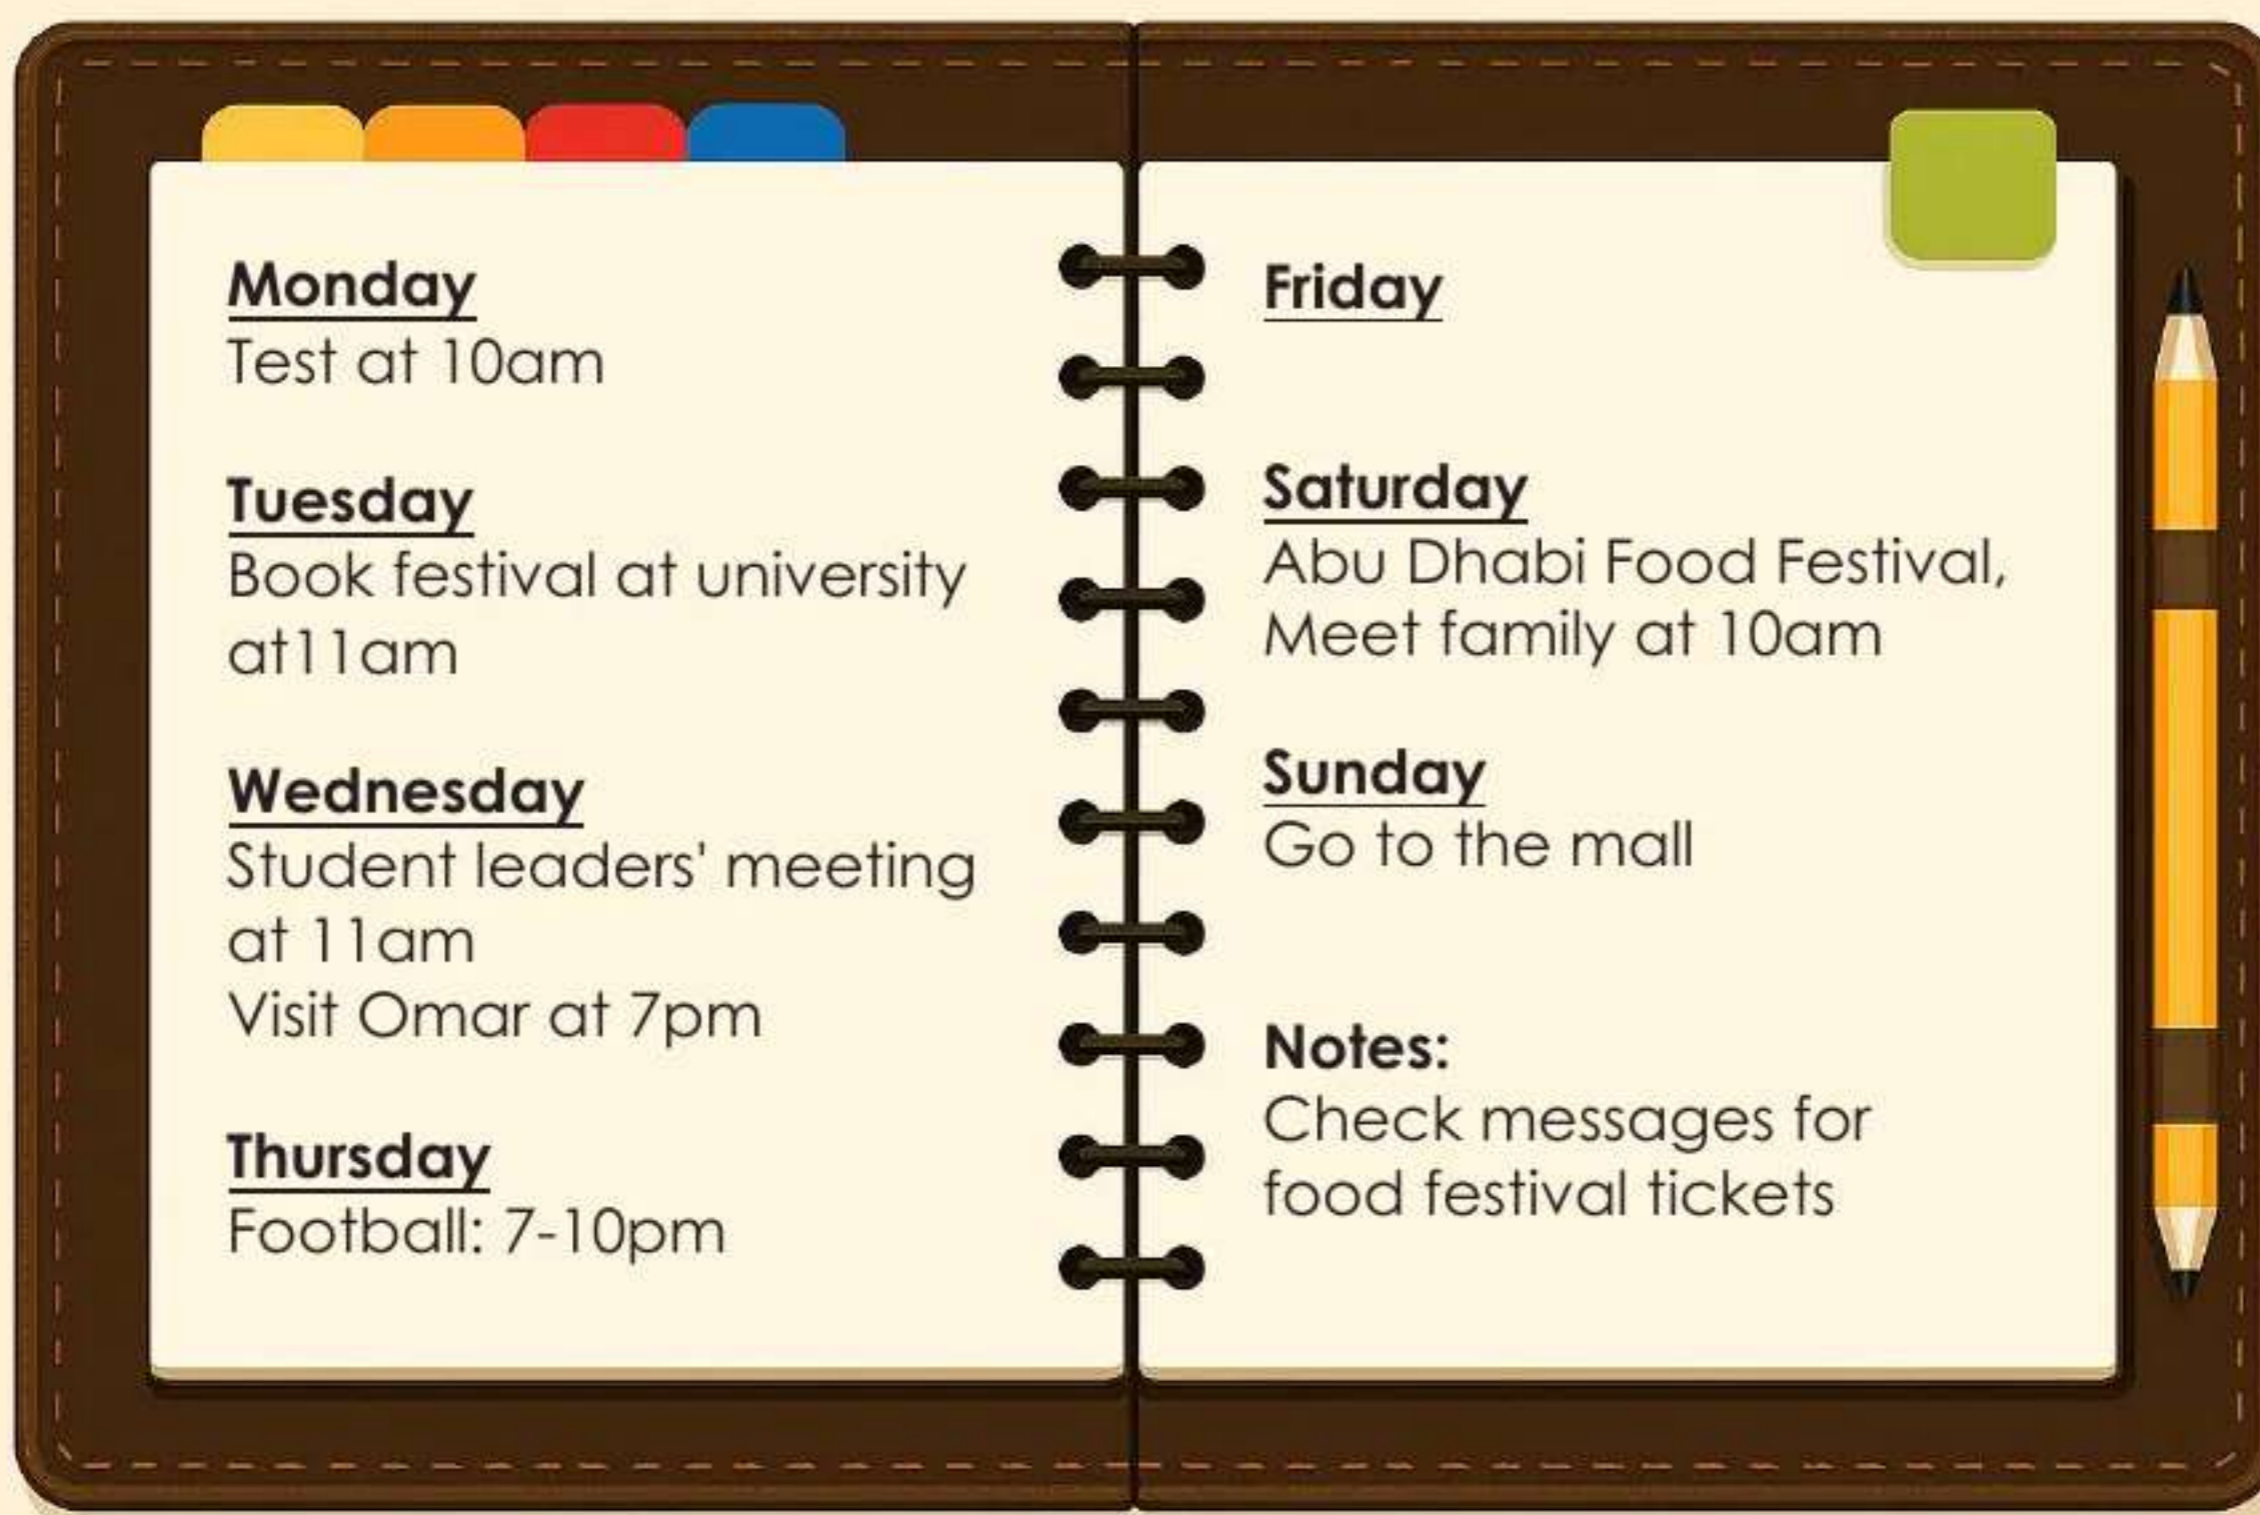 Monday
Test at 10am
Tuesday
Book festival at university
at11am
Wednesday
Student leaders' meeting
at 11am
Visit Omar at 7pm
Thursday
Football: 7-10pm
Friday
Saturday
Abu Dhabi Food Festival,
Meet family at 10am
Sunday
Go to the mall
Notes:
Check messages for
food festival tickets